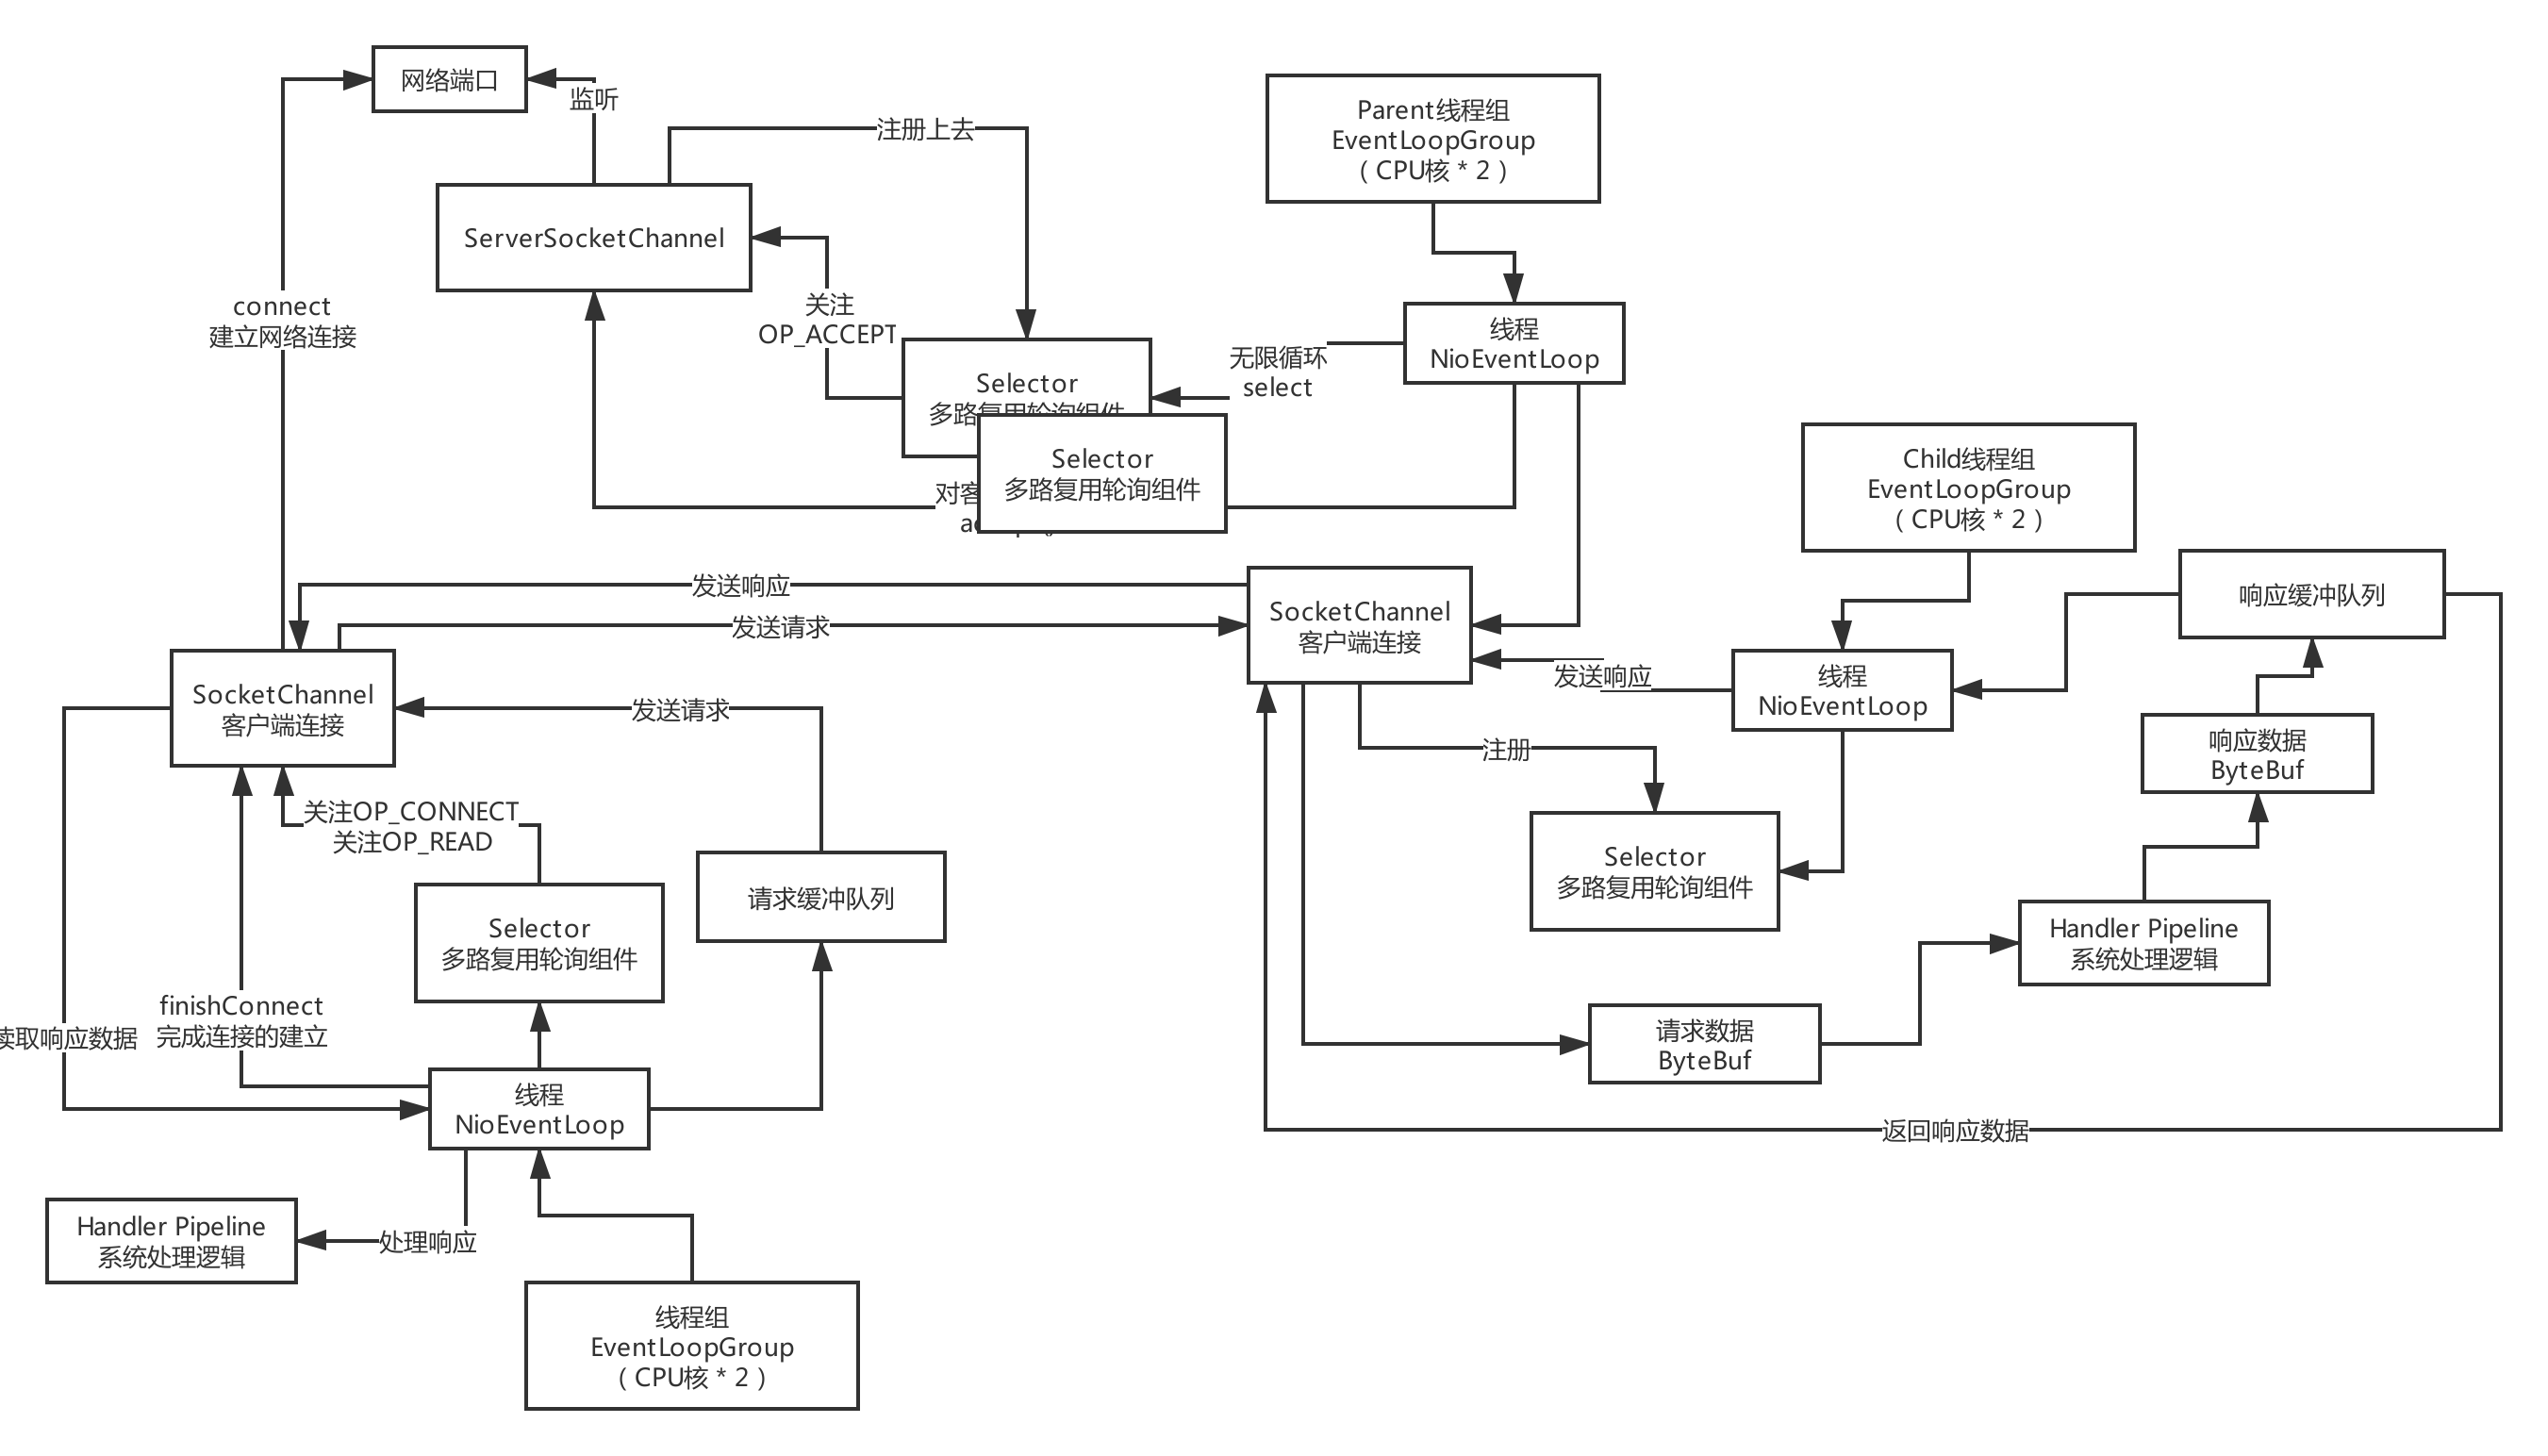 网络端口
监听
注册上去
Parent线程组
EventLoopGroup
（ CPU核 * 2 ）
ServerSocketChannel
connect
建立网络连接
关注
OP_ACCEPT
线程
NioEventLoop
无限循环
select
Selector
多路复用轮询组件
Selector
多路复用轮询组件
对客
Child线程组
EventLoopGroup
（ CPU核 * 2 ）
发送响应
发送请求
SocketChannel
客户端连接
响应缓冲队列
SocketChannel
客户端连接
发送请求
发送响应
线程
NioEventLoop
注册
响应数据
ByteBuf
关注OP_CONNECT
关注OP_READ
请求缓冲队列
Selector
多路复用轮询组件
Selector
多路复用轮询组件
Handler Pipeline
系统处理逻辑
finishConnect
完成连接的建立
读取响应数据
请求数据
ByteBuf
线程
NioEventLoop
返回响应数据
Handler Pipeline
系统处理逻辑
处理响应
线程组
EventLoopGroup
（ CPU核 * 2 ）